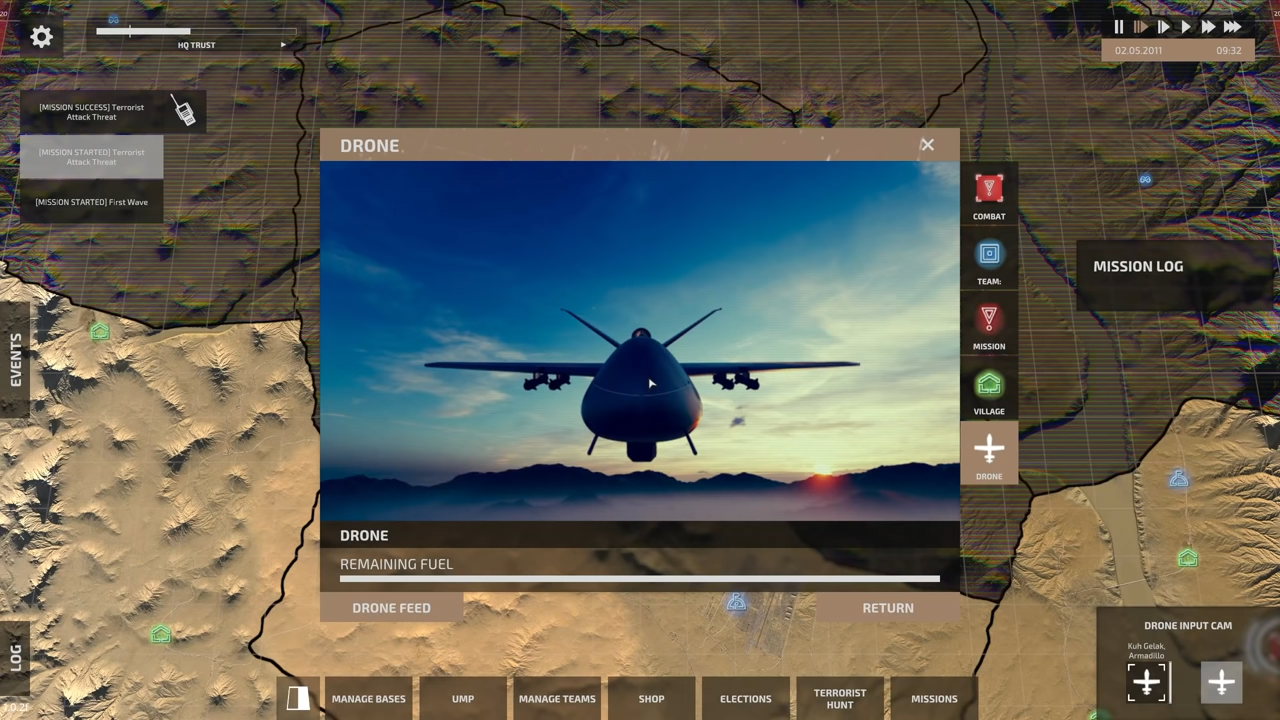 20
HQ TRUST
02.05.2011
09:32
[MISSION SUCCESS] Terrorist
Attack Threat
[MISSION STARTED] Terrorist
Attack Threat
[MISSION STARTED] First Wave
DRONE
COMBAT
TEAM:
MISSION
VILLAGE
DRONE
MISSION LOG
EVENTS
DRONE
REMAINING FUEL
DRONE FEED
RETURN
LOG
DRONE INPUT CAM
Kuh Gelak,
Armadillo
MANAGE BASES
UMP
MANAGE TEAMS
SHOP
ELECTIONS
TERRORIST
HUNT
MISSIONS